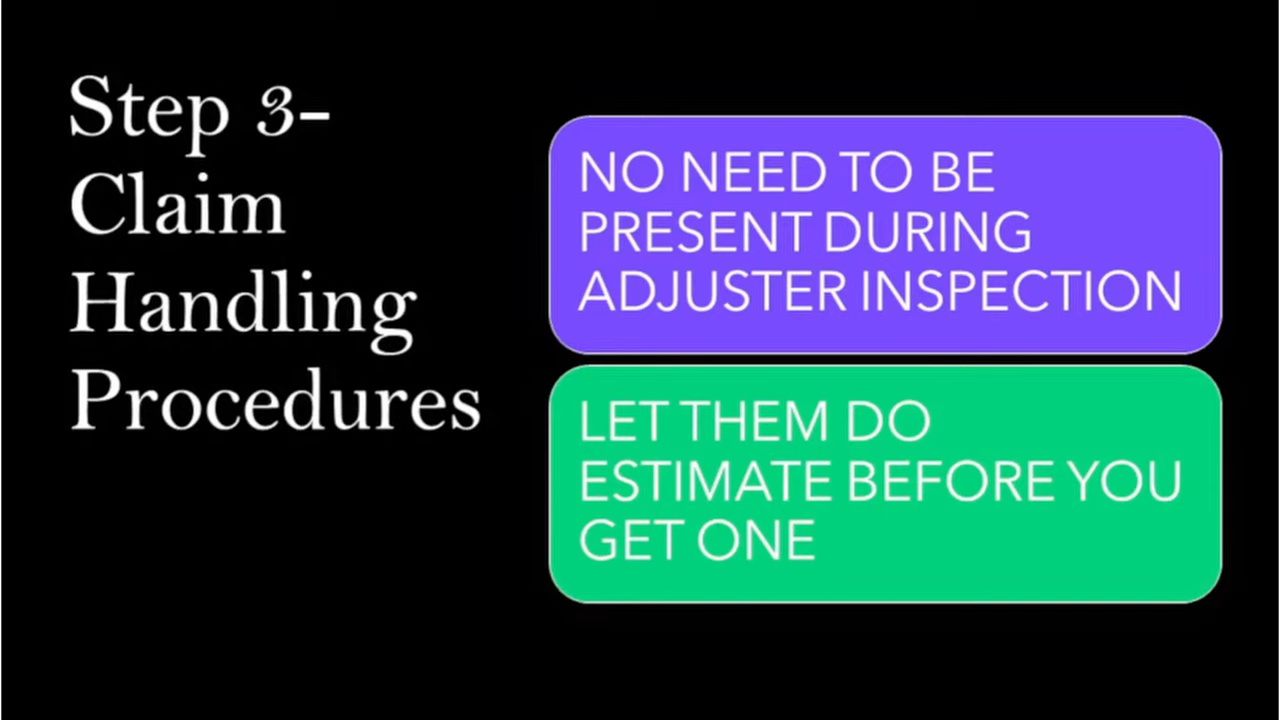 Step 3-
Claim
Handling
Procedures
NO NEED TO BE
PRESENT DURING
ADJUSTER INSPECTION
LET THEM DO
ESTIMATE BEFORE YOU
GET ONE